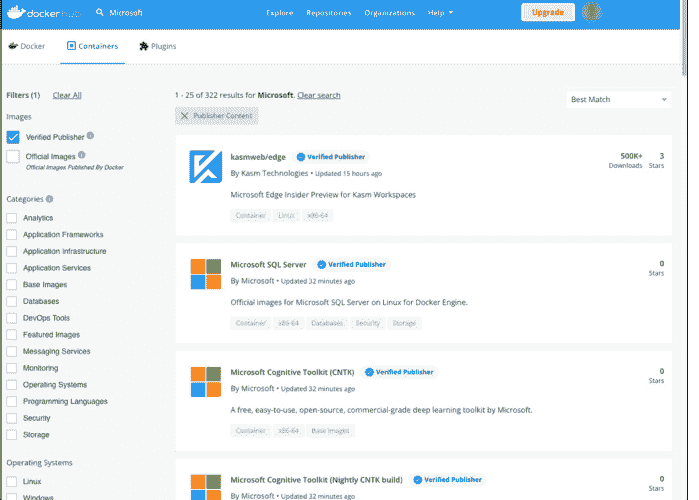 docker hub
Microsoft
Explore Repositories Organizations Help
Upgrade
Docker Containers Plugins
Filters (1) Clear All
Images
Verified Publisher
Official Images
Official Images Published By Docker
Categories
Analytics
Application Frameworks
Application Infrastructure
Application Services
Base Images
Databases
DevOps Tools
Featured Images
Messaging Services
Monitoring
Operating Systems
Programming Languages
Security
Storage
Operating Systems
Linux
Windows
1 - 25 of 322 results for Microsoft. Clear search
Best Match
Publisher Content
kasmweb/edge Verified Publisher
500K+ 3
Downloads Stars
By Kasm Technologies • Updated 15 hours ago
Microsoft Edge Insider Preview for Kasm Workspaces
Container Linux x86-64
Microsoft SQL Server Verified Publisher
0
Stars
By Microsoft • Updated 32 minutes ago
Official images for Microsoft SQL Server on Linux for Docker Engine.
Container x86-64 Databases Security Storage
Microsoft Cognitive Toolkit (CNTK) Verified Publisher
0
Stars
By Microsoft • Updated 32 minutes ago
A free, easy-to-use, open-source, commercial-grade deep learning toolkit by Microsoft.
Container x86-64 Base Images
Microsoft Cognitive Toolkit (Nightly CNTK build) Verified Publisher
0
Stars
By Microsoft • Updated 32 minutes ago